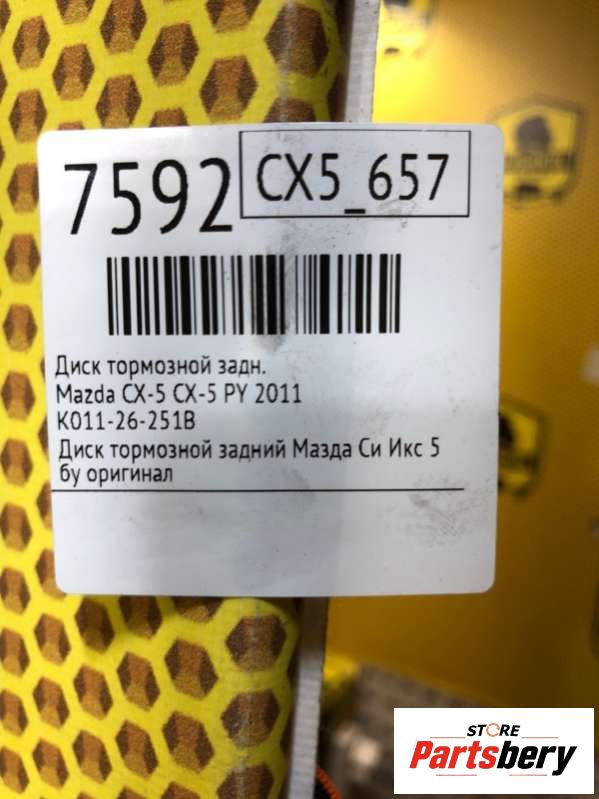 7592
CX5_657
Диск тормозной задн.
Mazda CX-5 CX-5 PY 2011
K011-26-251B
Диск тормозной задний Мазда Си Икс 5
бу оригинал
STORE
Partsbery